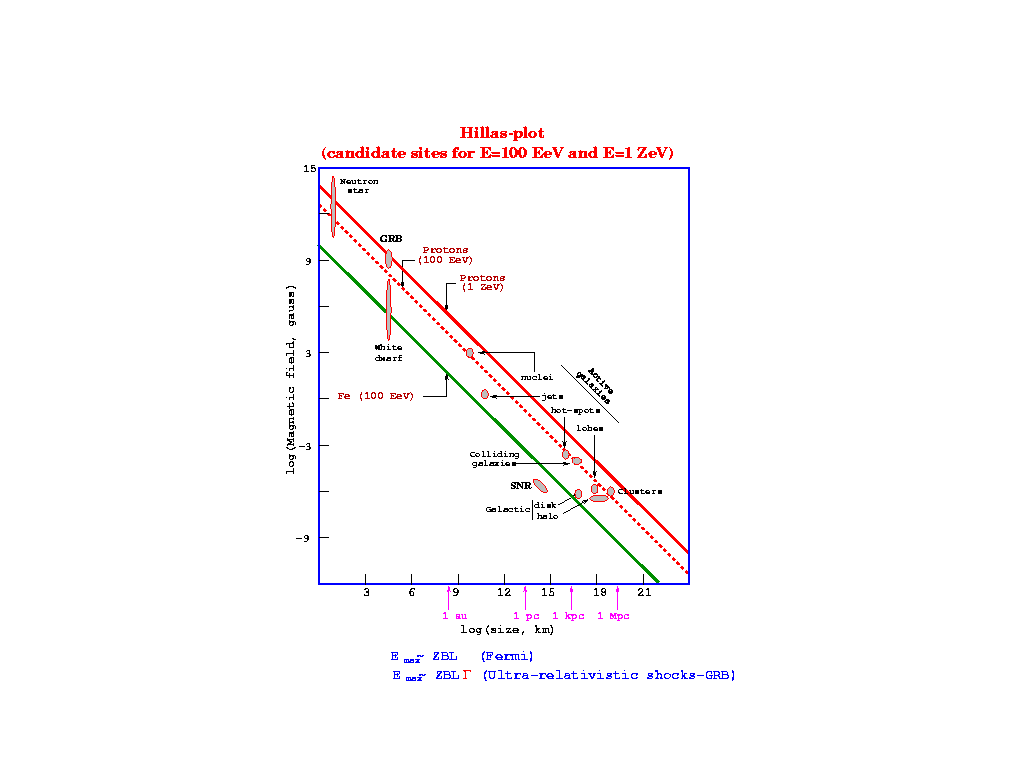 Hillas-plot
(candidate sites for E=100 EeV and E=1 ZeV)
15
Neutron
star
GRB
Protons
(100 EeV)
9
Protons
(1 ZeV)
log(Magnetic field, gauss)
3
White
dwarf
nuclei
Active
galaxies
Fe (100 EeV)
jets
hot-spots
lobes
-3
Colliding
galaxies
SNR
Clusters
Galactic
disk
halo
-9
3 6 9 12 15 18 21
1 au 1 pc 1 kpc 1 Mpc
log(size, km)
E max~ ZBL (Fermi)
E max~ ZBLΓ (Ultra-relativistic shocks-GRB)